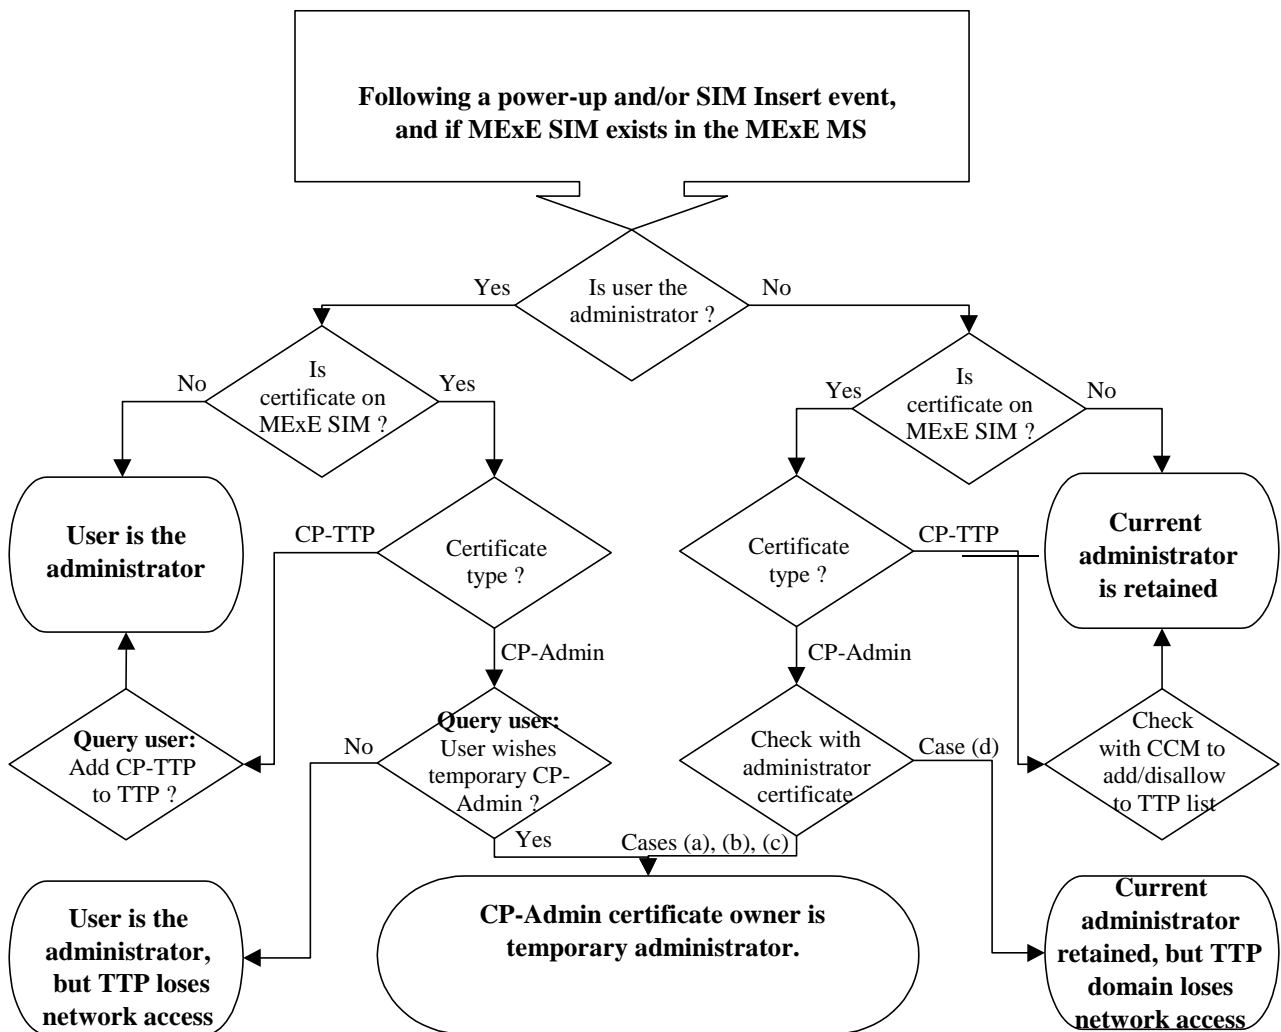 Following a power-up and/or SIM Insert event,
and if MExE SIM exists in the MExE MS
Is user the
administrator ?
Yes
No
Is
certificate on
MExE SIM ?
No
Yes
Is
certificate on
MExE SIM ?
Yes
No
User is the
administrator
CP-TTP
Certificate
type ?
Certificate
type ?
CP-TTP
Current
administrator
is retained
CP-Admin
CP-Admin
Query user:
Add CP-TTP
to TTP ?
No
Query user:
User wishes
temporary CP-
Admin ?
Check with
administrator
certificate
Case (d)
Check
with CCM to
add/disallow
to TTP list
Yes
Cases (a), (b), (c)
User is the
administrator,
but TTP loses
network access
CP-Admin certificate owner is
temporary administrator.
Current
administrator
retained, but TTP
domain loses
network access